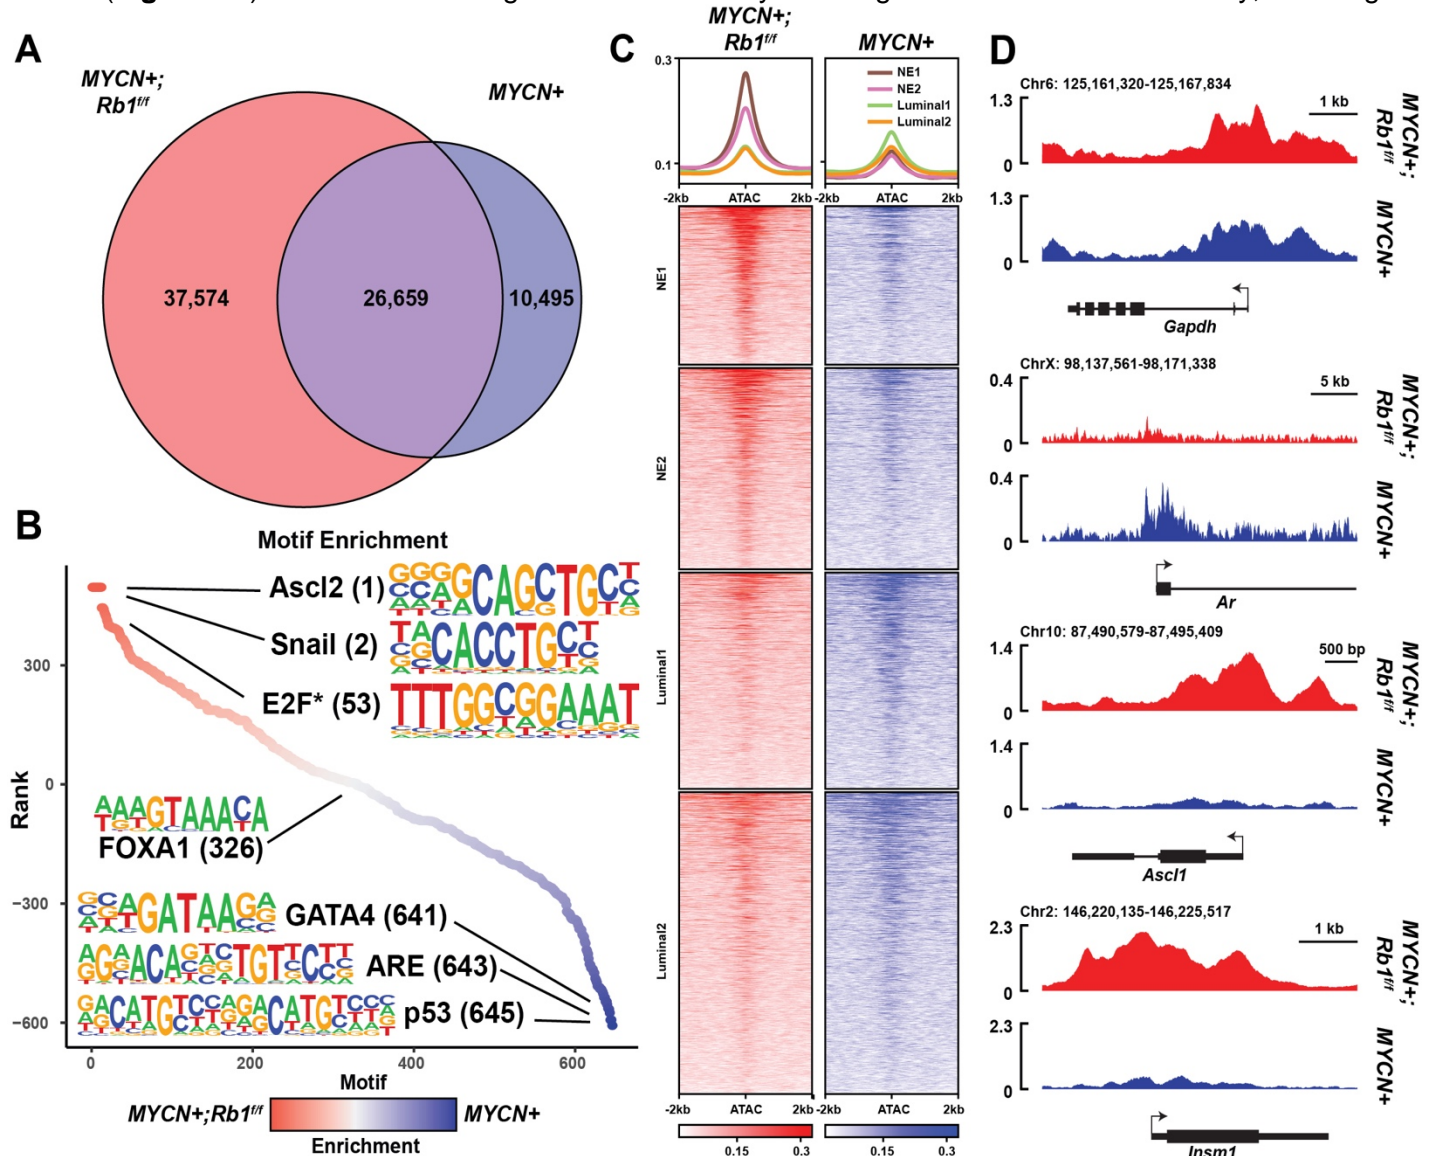 A
MYCN+;
Rb1f/f
MYCN+
37,574
26,659
10,495
B
Motif Enrichment
Ascl2 (1)
Snail (2)
E2F* (53)
FOXA1 (326)
GATA4 (641)
ARE (643)
p53 (645)
Rank
300
0
−300
−600
0
200
400
600
Motif
MYCN+;Rb1f/f
MYCN+
Enrichment
C
MYCN+;
Rb1f/f
MYCN+
0.3
0.1
NE1
NE2
Luminal1
Luminal2
-2kb
ATAC
2kb
-2kb
ATAC
2kb
NE1
NE2
Luminal1
Luminal2
-2kb
ATAC
2kb
-2kb
ATAC
2kb
0.15
0.3
0.15
0.3
D
Chr6: 125,161,320-125,167,834
1.3
0
1 kb
MYCN+;
Rb1f/f
1.3
0
MYCN+
Gapdh
ChrX: 98,137,561-98,171,338
0.4
0
5 kb
MYCN+;
Rb1f/f
0.4
0
MYCN+
Ar
Chr10: 87,490,579-87,495,409
1.4
0
500 bp
MYCN+;
Rb1f/f
1.4
0
MYCN+
Ascl1
Chr2: 146,220,135-146,225,517
2.3
0
1 kb
MYCN+;
Rb1f/f
2.3
0
MYCN+
Insm1